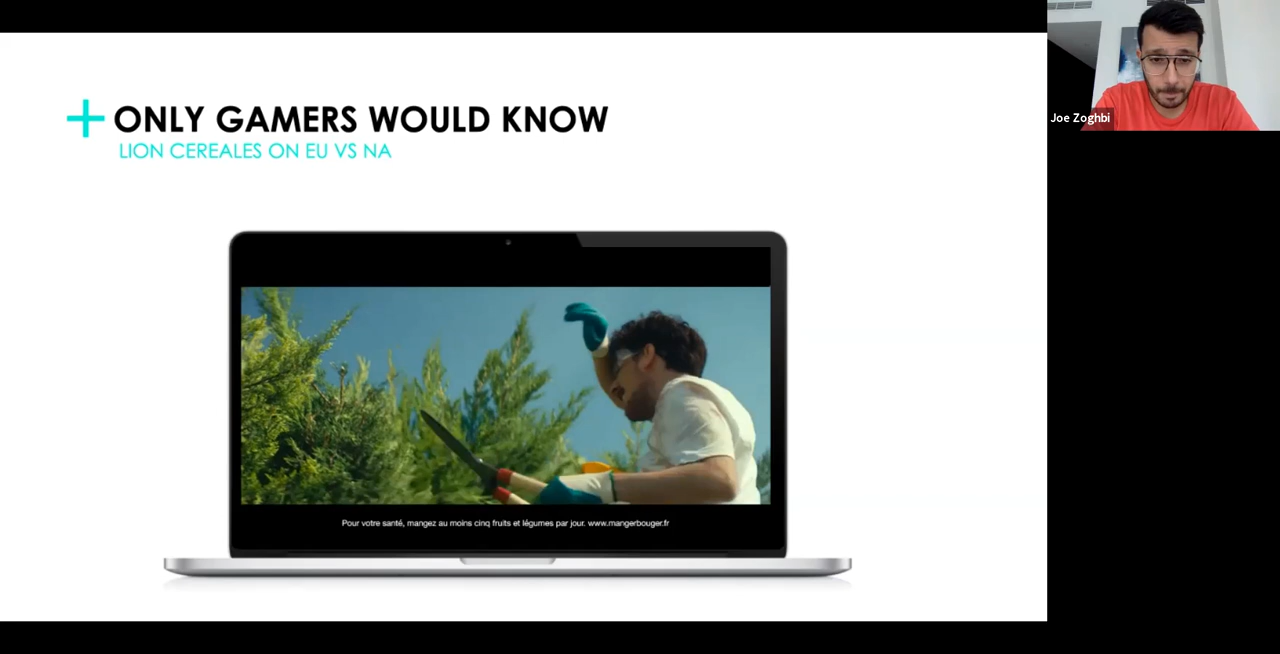 ONLY GAMERS WOULD KNOW
LION CEREALES ON EU VS NA
Joe Zoghbi
Pour votre santé, mangez au moins cinq fruits et légumes par jour. www.mangerbouger.fr